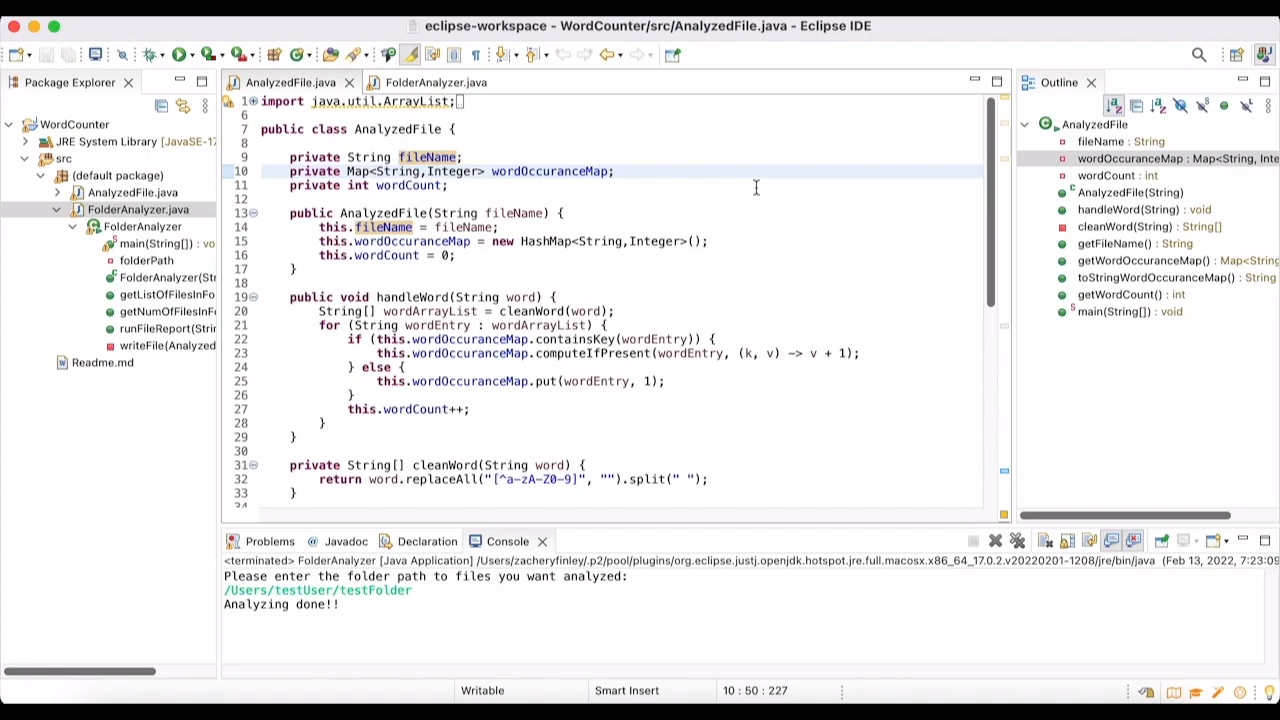 eclipse-workspace - WordCounter/src/AnalyzedFile.java - Eclipse IDE
Package Explorer
WordCounter
JRE System Library [JavaSE-17
src
(default package)
AnalyzedFile.java
FolderAnalyzer.java
FolderAnalyzer
main(String[]) : vo
folderPath
FolderAnalyzer(Str
getListOfFilesInFo
getNumOfFilesInF
runFileReport(Strin
writeFile(Analyzed
Readme.md
AnalyzedFile.java
FolderAnalyzer.java
1 import java.util.ArrayList;
6
7 public class AnalyzedFile {
8
9 private String fileName;
10 private Map<String,Integer> wordOccuranceMap;
11 private int wordCount;
12
13 public AnalyzedFile(String fileName) {
14 this.fileName = fileName;
15 this.wordOccuranceMap = new HashMap<String,Integer>();
16 this.wordCount = 0;
17 }
18
19 public void handleWord(String word) {
20 String[] wordArrayList = cleanWord(word);
21 for (String wordEntry : wordArrayList) {
22 if (this.wordOccuranceMap.containsKey(wordEntry)) {
23 this.wordOccuranceMap.computeIfPresent(wordEntry, (k, v) -> v + 1);
24 } else {
25 this.wordOccuranceMap.put(wordEntry, 1);
26 }
27 this.wordCount++;
28 }
29 }
30
31 private String[] cleanWord(String word) {
32 return word.replaceAll("[^a-zA-Z0-9]", "").split(" ");
33 }
34
Outline
AnalyzedFile
fileName : String
wordOccuranceMap : Map<String, Inte
wordCount : int
AnalyzedFile(String)
handleWord(String) : void
cleanWord(String) : String[]
getFileName() : String
getWordOccuranceMap() : Map<String
toStringWordOccuranceMap() : String
getWordCount() : int
main(String[]) : void
Problems
Javadoc
Declaration
Console
<terminated> FolderAnalyzer [Java Application] /Users/zacheryfinley/.p2/pool/plugins/org.eclipse.justj.openjdk.hotspot.jre.full.macosx.x86_64_17.0.2.v20220201-1208/jre/bin/java (Feb 13, 2022, 7:23:09
Please enter the folder path to files you want analyzed:
/Users/testUser/testFolder
Analyzing done!!
Writable
Smart Insert
10 : 50 : 227